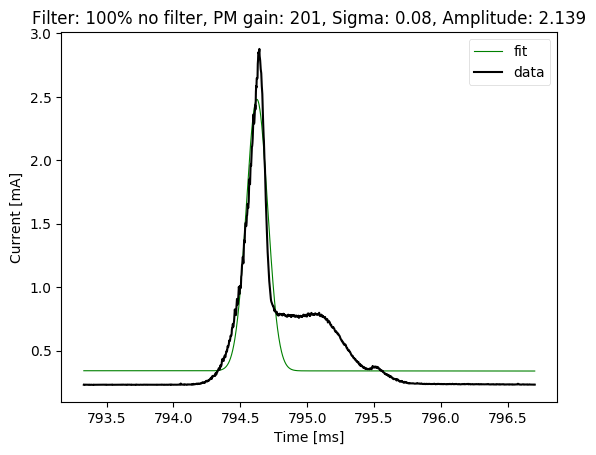 Filter: 100% no filter, PM gain: 201, Sigma: 0.08, Amplitude: 2.139
3.0
2.5
2.0
1.5
1.0
0.5
Current [mA]
fit
data
793.5 794.0 794.5 795.0 795.5 796.0 796.5
Time [ms]